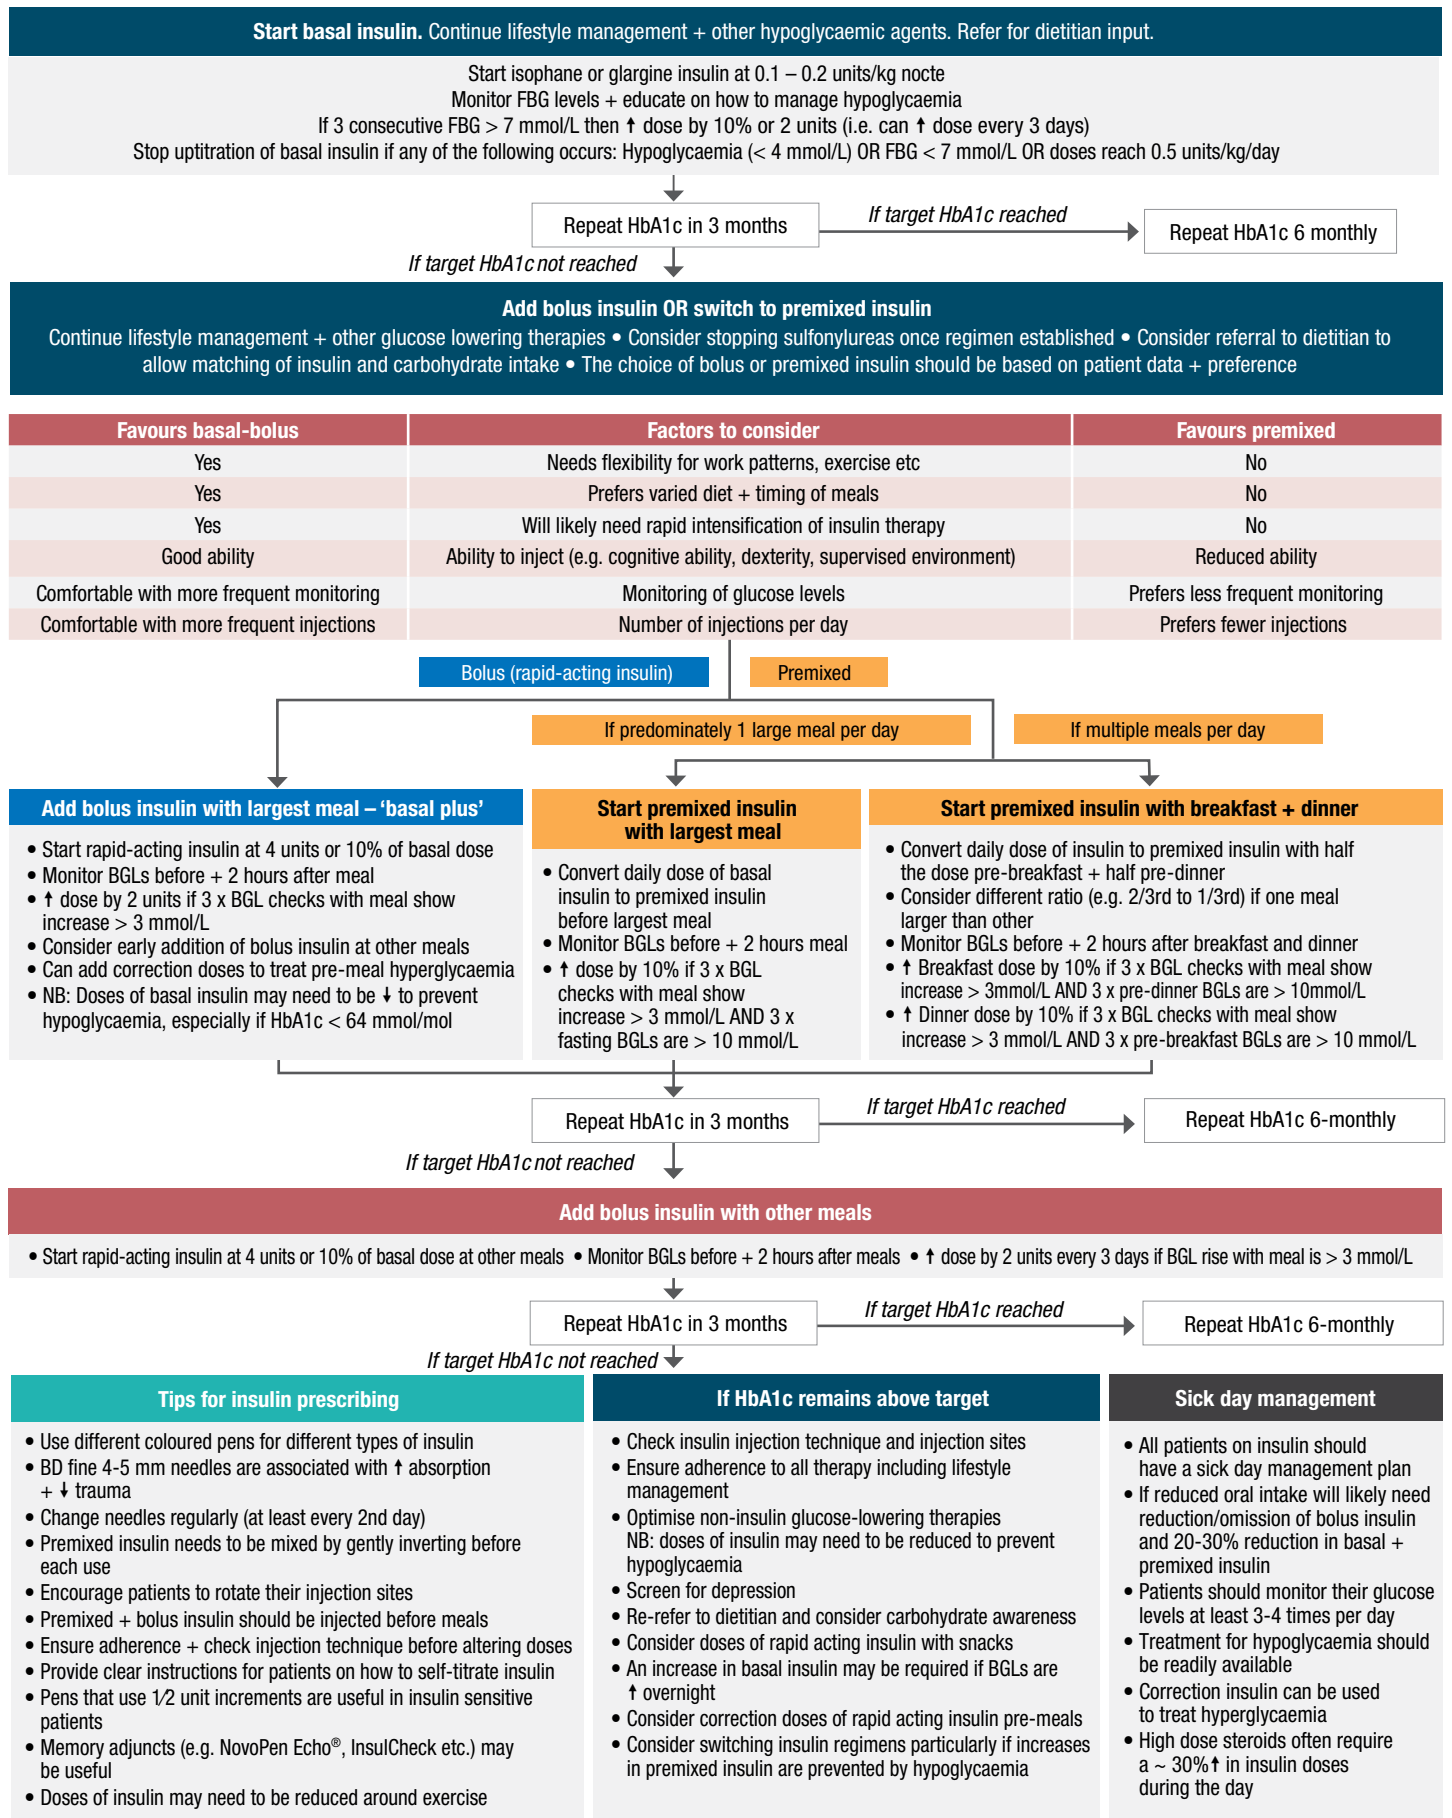 Start basal insulin. Continue lifestyle management + other hypoglycaemic agents. Refer for dietitian input.
Start isophane or glargine insulin at 0.1 – 0.2 units/kg nocte
Monitor FBG levels + educate on how to manage hypoglycaemia
If 3 consecutive FBG > 7 mmol/L then ↑ dose by 10% or 2 units (i.e. can ↑ dose every 3 days)
Stop uptitration of basal insulin if any of the following occurs: Hypoglycaemia (< 4 mmol/L) OR FBG < 7 mmol/L OR doses reach 0.5 units/kg/day
Repeat HbA1c in 3 months
If target HbA1c reached
Repeat HbA1c 6 monthly
If target HbA1c not reached
Add bolus insulin OR switch to premixed insulin
Continue lifestyle management + other glucose lowering therapies • Consider stopping sulfonylureas once regimen established • Consider referral to dietitian to
allow matching of insulin and carbohydrate intake • The choice of bolus or premixed insulin should be based on patient data + preference
Favours basal-bolus Factors to consider Favours premixed
Yes Needs flexibility for work patterns, exercise etc No
Yes Prefers varied diet + timing of meals No
Yes Will likely need rapid intensification of insulin therapy No
Good ability Ability to inject (e.g. cognitive ability, dexterity, supervised environment) Reduced ability
Comfortable with more frequent monitoring Monitoring of glucose levels Prefers less frequent monitoring
Comfortable with more frequent injections Number of injections per day Prefers fewer injections
Bolus (rapid-acting insulin)
Premixed
If predominately 1 large meal per day
If multiple meals per day
Add bolus insulin with largest meal – ‘basal plus’
• Start rapid-acting insulin at 4 units or 10% of basal dose
• Monitor BGLs before + 2 hours after meal
• ↑ dose by 2 units if 3 x BGL checks with meal show
increase > 3 mmol/L
• Consider early addition of bolus insulin at other meals
• Can add correction doses to treat pre-meal hyperglycaemia
• NB: Doses of basal insulin may need to be ↓ to prevent
hypoglycaemia, especially if HbA1c < 64 mmol/mol
Start premixed insulin
with largest meal
• Convert daily dose of basal
insulin to premixed insulin
before largest meal
• Monitor BGLs before + 2 hours meal
• ↑ dose by 10% if 3 x BGL
checks with meal show
increase > 3 mmol/L AND 3 x
fasting BGLs are > 10 mmol/L
Start premixed insulin with breakfast + dinner
• Convert daily dose of insulin to premixed insulin with half
the dose pre-breakfast + half pre-dinner
• Consider different ratio (e.g. 2/3rd to 1/3rd) if one meal
larger than other
• Monitor BGLs before + 2 hours after breakfast and dinner
• ↑ Breakfast dose by 10% if 3 x BGL checks with meal show
increase > 3mmol/L AND 3 x pre-dinner BGLs are > 10mmol/L
• ↑ Dinner dose by 10% if 3 x BGL checks with meal show
increase > 3 mmol/L AND 3 x pre-breakfast BGLs are > 10 mmol/L
Repeat HbA1c in 3 months
If target HbA1c reached
Repeat HbA1c 6-monthly
If target HbA1c not reached
Add bolus insulin with other meals
• Start rapid-acting insulin at 4 units or 10% of basal dose at other meals • Monitor BGLs before + 2 hours after meals • ↑ dose by 2 units every 3 days if BGL rise with meal is > 3 mmol/L
Repeat HbA1c in 3 months
If target HbA1c reached
Repeat HbA1c 6-monthly
If target HbA1c not reached
Tips for insulin prescribing
• Use different coloured pens for different types of insulin
• BD fine 4-5 mm needles are associated with ↑ absorption
+ ↓ trauma
• Change needles regularly (at least every 2nd day)
• Premixed insulin needs to be mixed by gently inverting before
each use
• Encourage patients to rotate their injection sites
• Premixed + bolus insulin should be injected before meals
• Ensure adherence + check injection technique before altering doses
• Provide clear instructions for patients on how to self-titrate insulin
• Pens that use 1/2 unit increments are useful in insulin sensitive
patients
• Memory adjuncts (e.g. NovoPen Echo®, InsulCheck etc.) may
be useful
• Doses of insulin may need to be reduced around exercise
If HbA1c remains above target
• Check insulin injection technique and injection sites
• Ensure adherence to all therapy including lifestyle
management
• Optimise non-insulin glucose-lowering therapies
NB: doses of insulin may need to be reduced to prevent
hypoglycaemia
• Screen for depression
• Re-refer to dietitian and consider carbohydrate awareness
• Consider doses of rapid acting insulin with snacks
• An increase in basal insulin may be required if BGLs are
↑ overnight
• Consider correction doses of rapid acting insulin pre-meals
• Consider switching insulin regimens particularly if increases
in premixed insulin are prevented by hypoglycaemia
Sick day management
• All patients on insulin should
have a sick day management plan
• If reduced oral intake will likely need
reduction/omission of bolus insulin
and 20-30% reduction in basal +
premixed insulin
• Patients should monitor their glucose
levels at least 3-4 times per day
• Treatment for hypoglycaemia should
be readily available
• Correction insulin can be used
to treat hyperglycaemia
• High dose steroids often require
a ~ 30%↑ in insulin doses
during the day